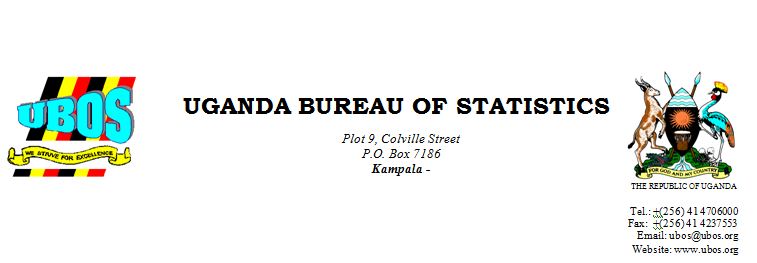 UBOS
WE STRIVE FOR EXCELLENCE
UGANDA BUREAU OF STATISTICS
Plot 9, Colville Street
P.O. Box 7186
Kampala -
FOR GOD AND MY COUNTRY
THE REPUBLIC OF UGANDA
Tel.: +(256) 41 4706000
Fax: +(256) 41 4237553
Email: ubos@ubos.org
Website: www.ubos.org